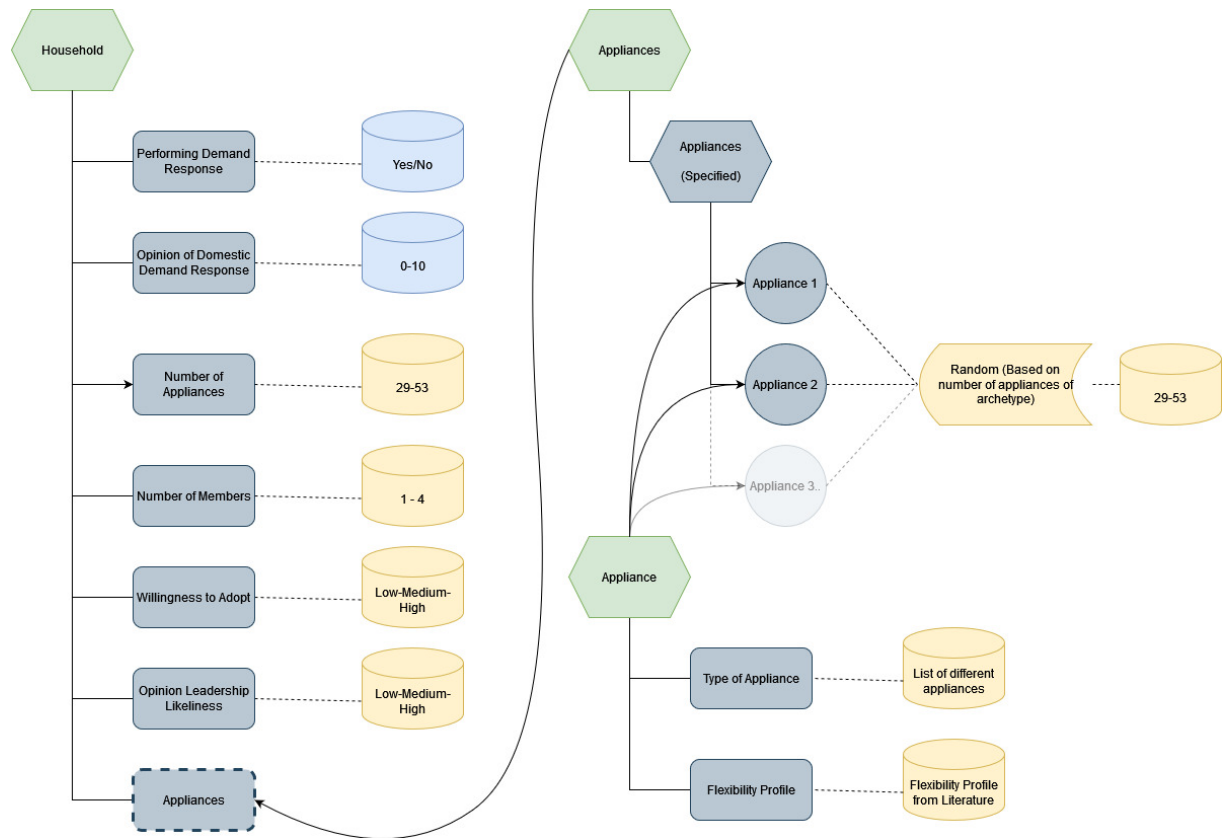 Household
Performing Demand
Response
Yes/No
Opinion of Domestic
Demand Response
0-10
Number of
Appliances
29-53
Number of Members
1 - 4
Willingness to Adopt
Low-Medium-
High
Opinion Leadership
Likeliness
Low-Medium-
High
Appliances
Appliances
Appliances
(Specified)
Appliance 1
Appliance 2
Appliance 3..
Random (Based on
number of appliances of
archetype)
29-53
Appliance
Type of Appliance
List of different
appliances
Flexibility Profile
Flexibility Profile
from Literature